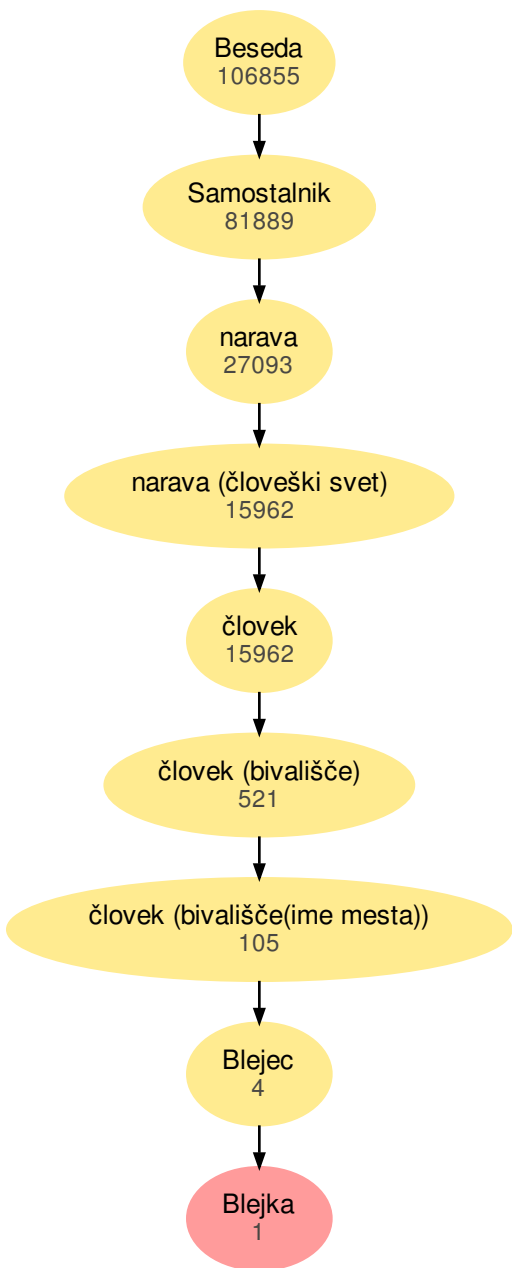 Beseda
106855
Samostalnik
81889
narava
27093
narava (človeški svet)
15962
človek
15962
človek (bivališče)
521
človek (bivališče(ime mesta))
105
Blejec
4
Blejka
1